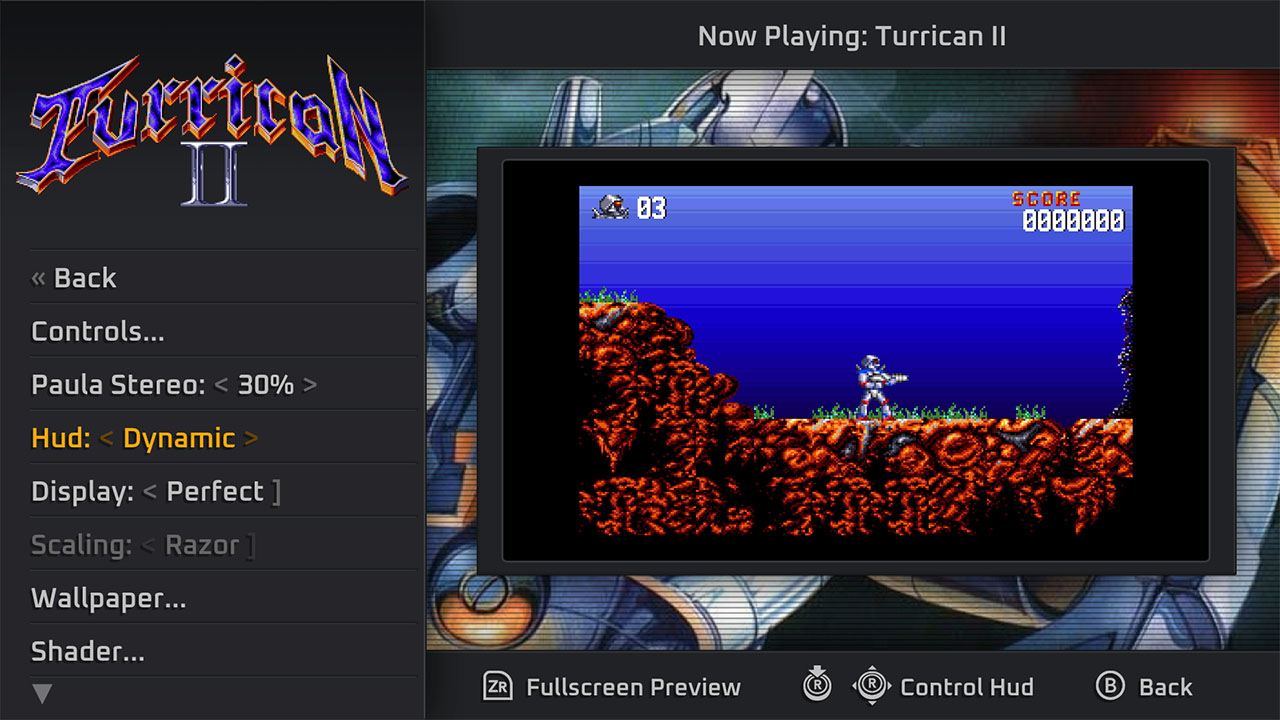 Turrican
II
« Back
Controls...
Paula Stereo: < 30% >
Hud: < Dynamic >
Display: < Perfect ]
Scaling: < Razor ]
Wallpaper...
Shader...
Now Playing: Turrican II
03
SCORE
0000000
ZR Fullscreen Preview
R R Control Hud
B Back